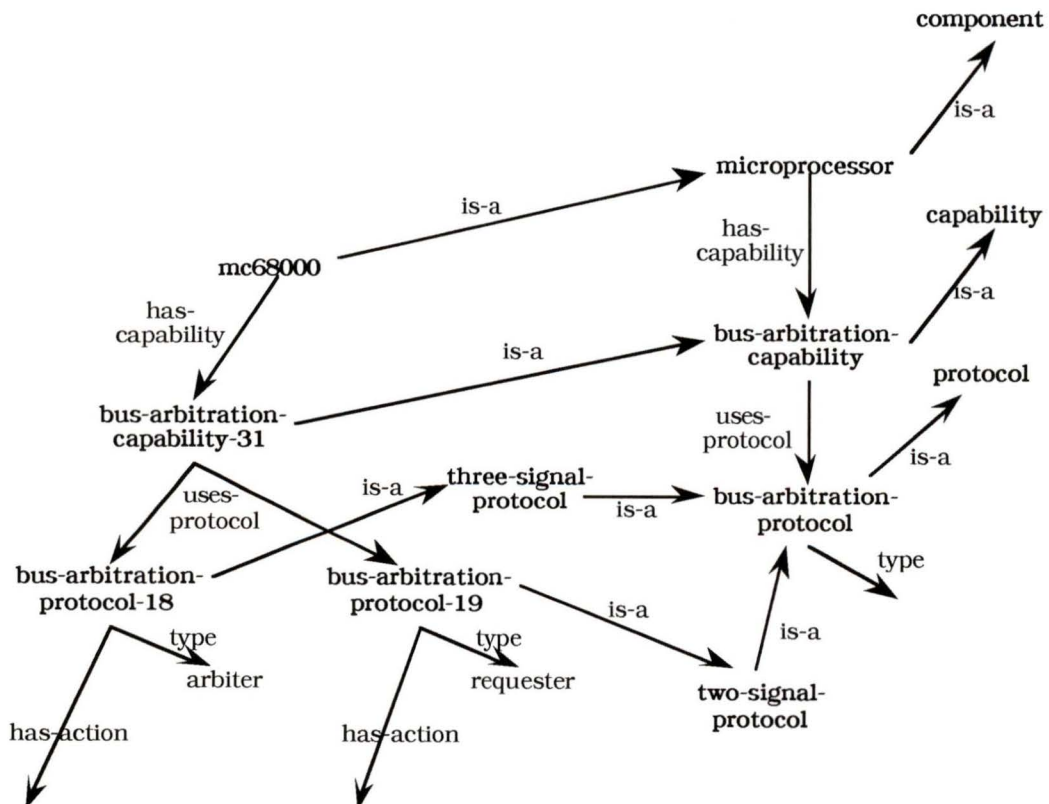 component
is-a
microprocessor
is-a
capability
has-
capability
mc68000
is-a
has-
capability
bus-arbitration-
capability
is-a
protocol
bus-arbitration-
capability-31
uses-
protocol
is-a
three-signal-
protocol
is-a
is-a
bus-arbitration-
protocol
uses-
protocol
type
bus-arbitration-
protocol-18
bus-arbitration-
protocol-19
is-a
is-a
type
arbiter
type
requester
two-signal-
protocol
has-action
has-action